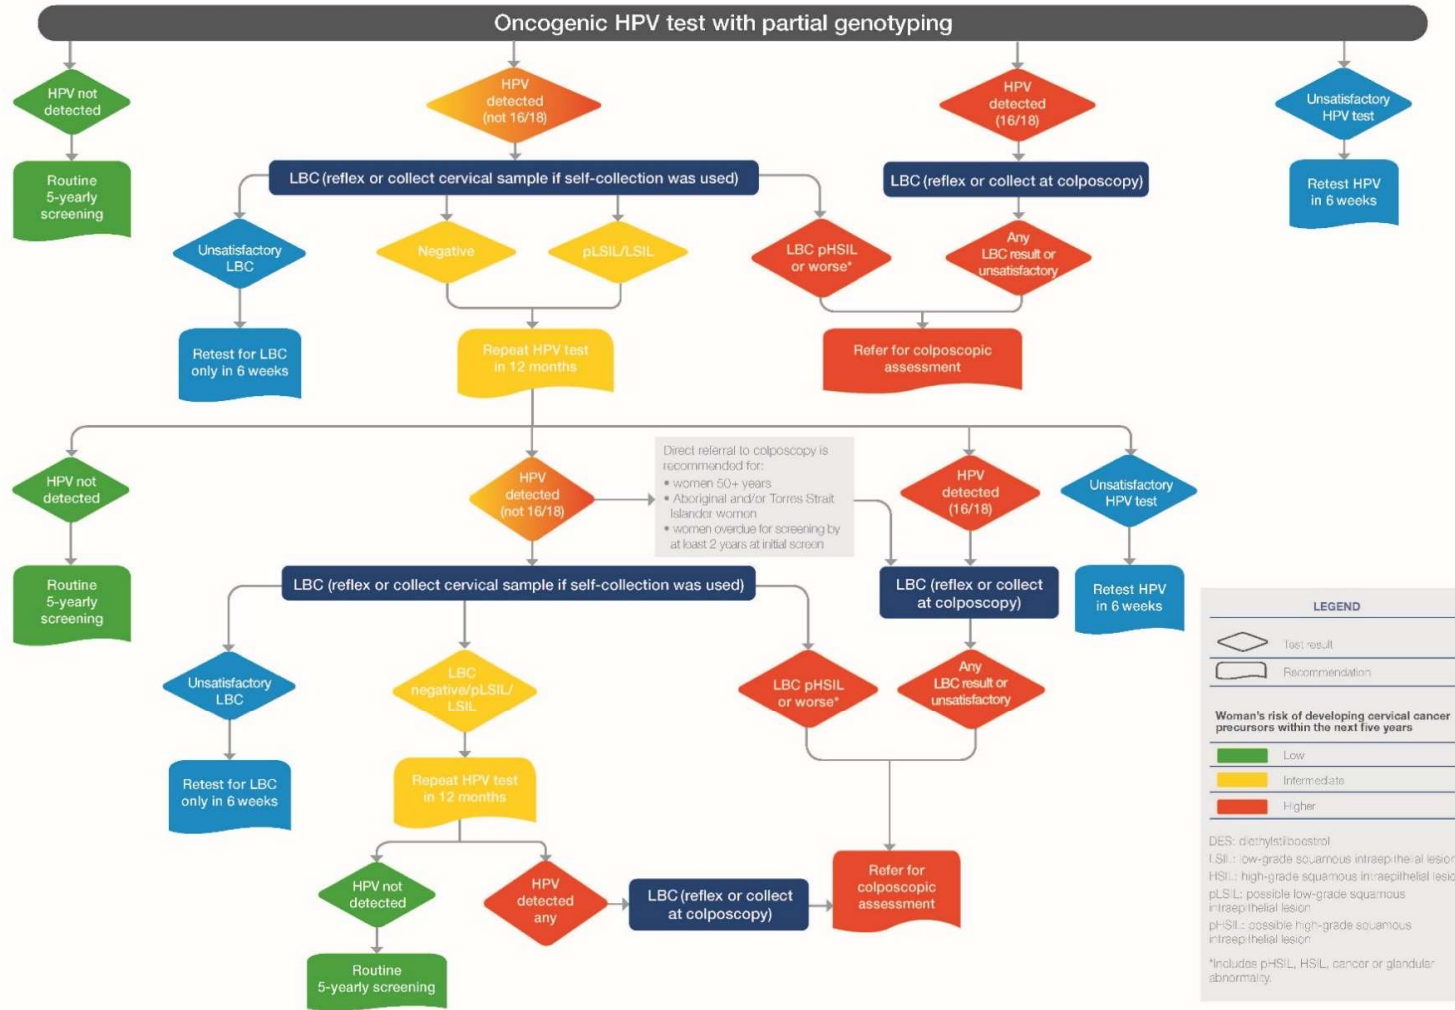 Oncogenic HPV test with partial genotyping
HPV not
detected
HPV
detected
(not 16/18)
HPV
detected
(16/18)
Unsatisfactory
HPV test
Routine
5-yearly
screening
LBC (reflex or collect cervical sample if self-collection was used)
LBC (reflex or collect at colposcopy)
Retest HPV
in 6 weeks
Unsatisfactory
LBC
Negative
pLSIL/LSIL
LBC pHSIL
or worse*
Any
LBC result or
unsatisfactory
Retest for LBC
only in 6 weeks
Repeat HPV test
in 12 months
Refer for colposcopic
assessment
HPV not
detected
HPV
detected
(not 16/18)
Direct referral to colposcopy is
recommended for:
• women 50+ years
• Aboriginal and/or Torres Strait
Islander women
• women overdue for screening by
at least 2 years at initial screen
HPV
detected
(16/18)
Unsatisfactory
HPV test
Routine
5-yearly
screening
LBC (reflex or collect cervical sample if self-collection was used)
LBC (reflex or collect
at colposcopy)
Retest HPV
in 6 weeks
Unsatisfactory
LBC
LBC
negative/pLSIL/
LSIL
LBC pHSIL
or worse*
Any
LBC result or
unsatisfactory
Retest for LBC
only in 6 weeks
Repeat HPV test
in 12 months
HPV not
detected
HPV
detected
any
LBC (reflex or collect
at colposcopy)
Refer for
colposcopic
assessment
Routine
5-yearly screening
LEGEND
Test result
Recommendation
Woman's risk of developing cervical cancer
precursors within the next five years
Low
Intermediate
Higher
DES: diethylstilboestrol
LSIL: low-grade squamous intraepithelial lesion
HSIL: high-grade squamous intraepithelial lesio
pLSIL: possible low-grade squamous
intraepithelial lesion
pHSIL: possible high-grade squamous
intraepithelial lesion
*Includes pHSIL, HSIL, cancer or glandular
abnormality.